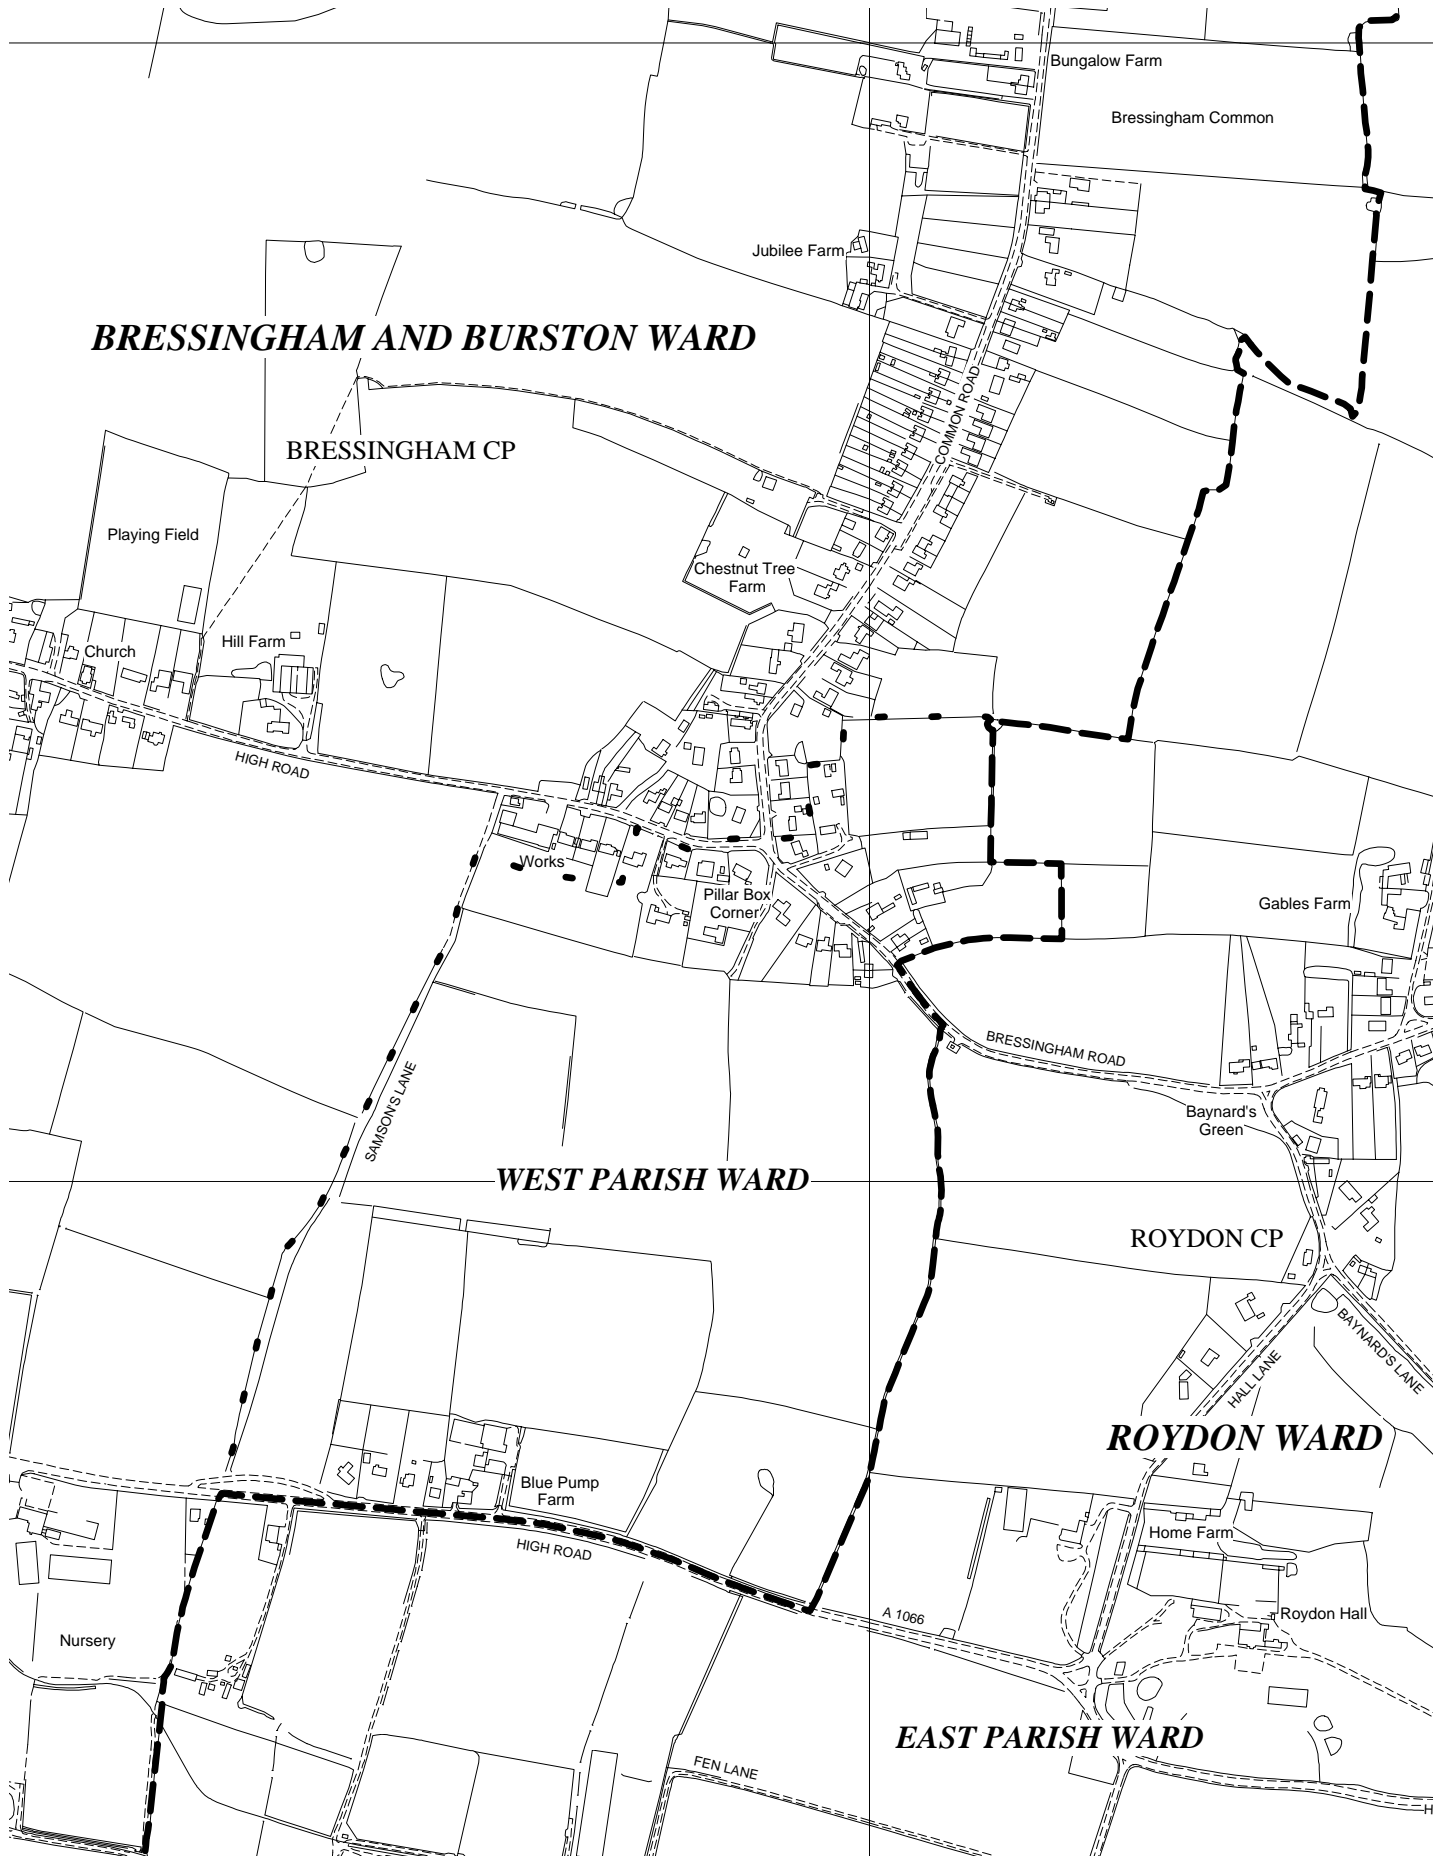 Bungalow Farm
Bressingham Common
Jubilee Farm
BRESSINGHAM AND BURSTON WARD
COMMON ROAD
BRESSINGHAM CP
Playing Field
Chestnut Tree
Farm
Church
Hill Farm
HIGH ROAD
Works
Pillar Box
Corner
Gables Farm
BRESSINGHAM ROAD
SAMSON'S LANE
Baynard's
Green
WEST PARISH WARD
ROYDON CP
BAYNARD'S LANE
HALL LANE
ROYDON WARD
Blue Pump
Farm
HIGH ROAD
Home Farm
A 1066
Roydon Hall
Nursery
EAST PARISH WARD
FEN LANE
H